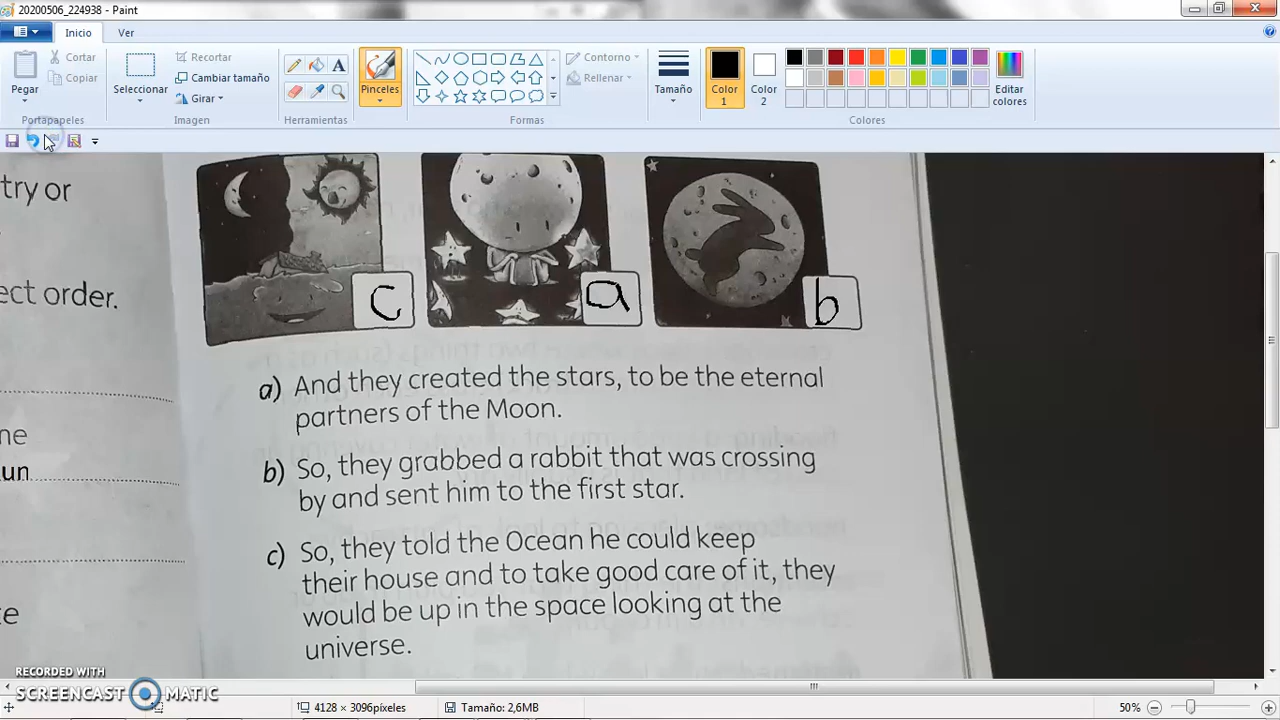 20200506_224938 - Paint
Inicio Ver
Pegar
Cortar
Copiar
Portapapeles
Seleccionar
Recortar
Cambiar tamaño
Girar
Imagen
Herramientas
Pinceles
Contorno
Rellenar
Formas
Tamaño
Color 1
Color 2
Editar colores
Colores
try or
ect order.
ne
un
te
c a b
a) And they created the stars, to be the eternal
partners of the Moon.
b) So, they grabbed a rabbit that was crossing
by and sent him to the first star.
c) So, they told the Ocean he could keep
their house and to take good care of it, they
would be up in the space looking at the
universe.
RECORDED WITH
SCREENCAST MATIC
4128 × 3096píxeles
Tamaño: 2,6MB
50%